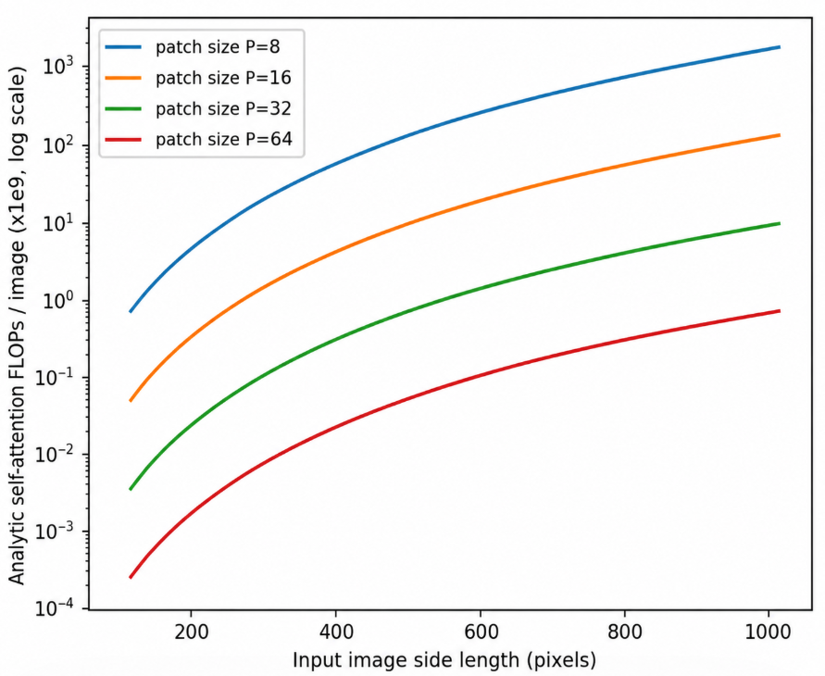 patch size P=8
patch size P=16
patch size P=32
patch size P=64
Analytic self-attention FLOPs / image (x1e9, log scale)
10³
10²
10¹
10⁰
10⁻¹
10⁻²
10⁻³
10⁻⁴
200 400 600 800 1000
Input image side length (pixels)